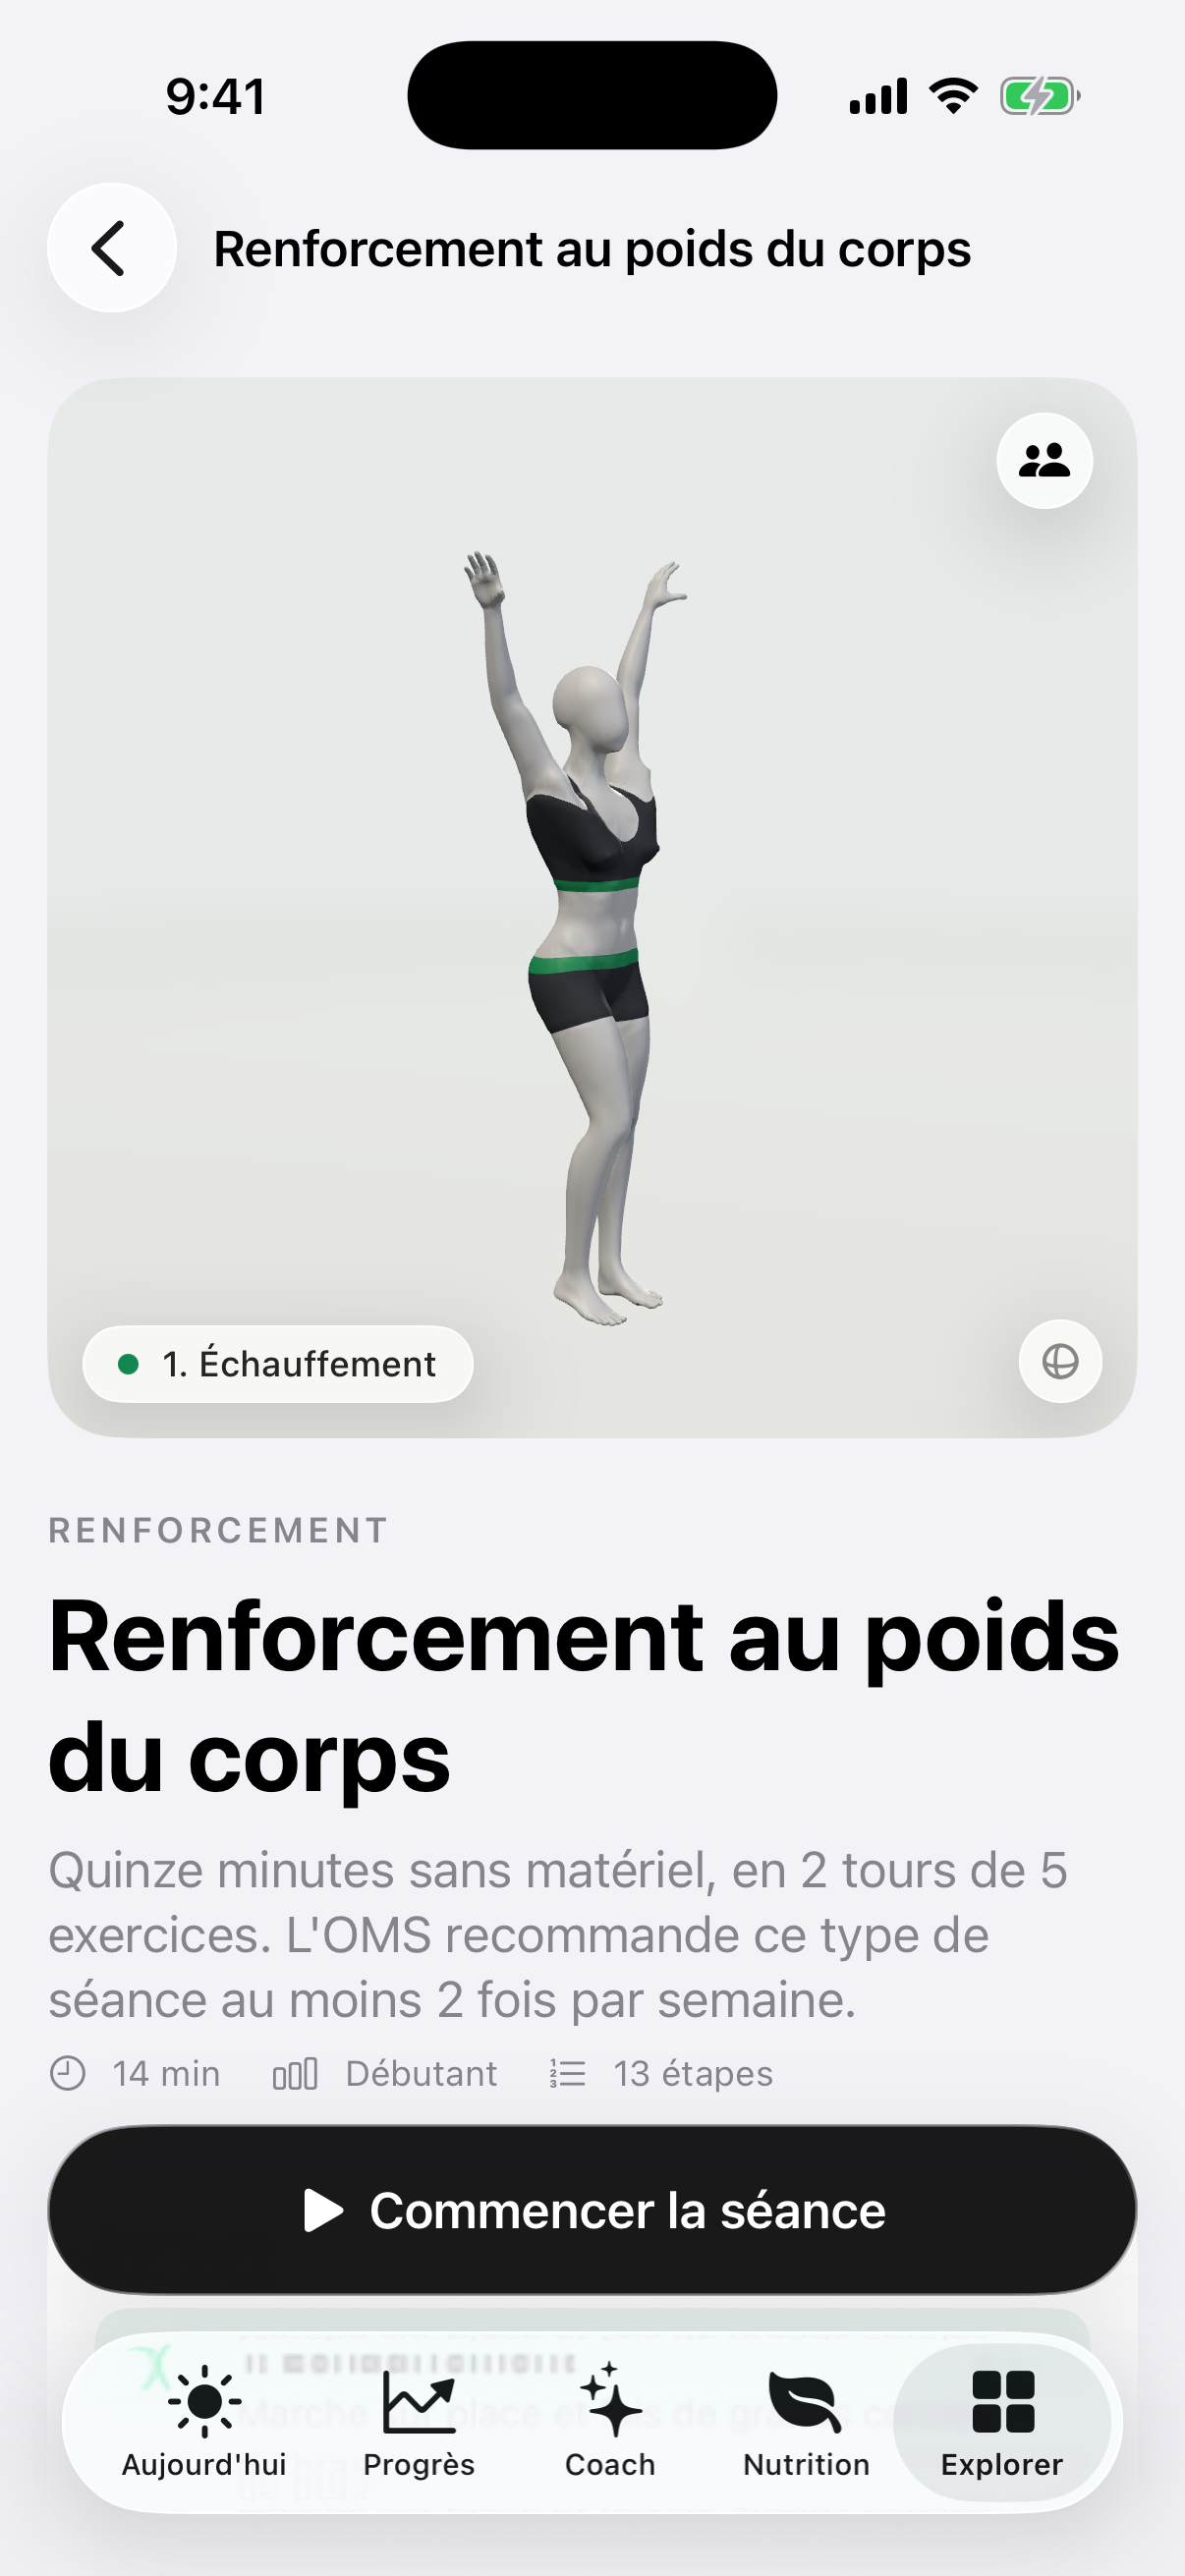 9:41
Renforcement au poids du corps
1. Échauffement
RENFORCEMENT
Renforcement au poids
du corps
Quinze minutes sans matériel, en 2 tours de 5
exercices. L'OMS recommande ce type de
séance au moins 2 fois par semaine.
14 min Débutant 13 étapes
Commencer la séance
Aujourd'hui Progrès Coach Nutrition Explorer